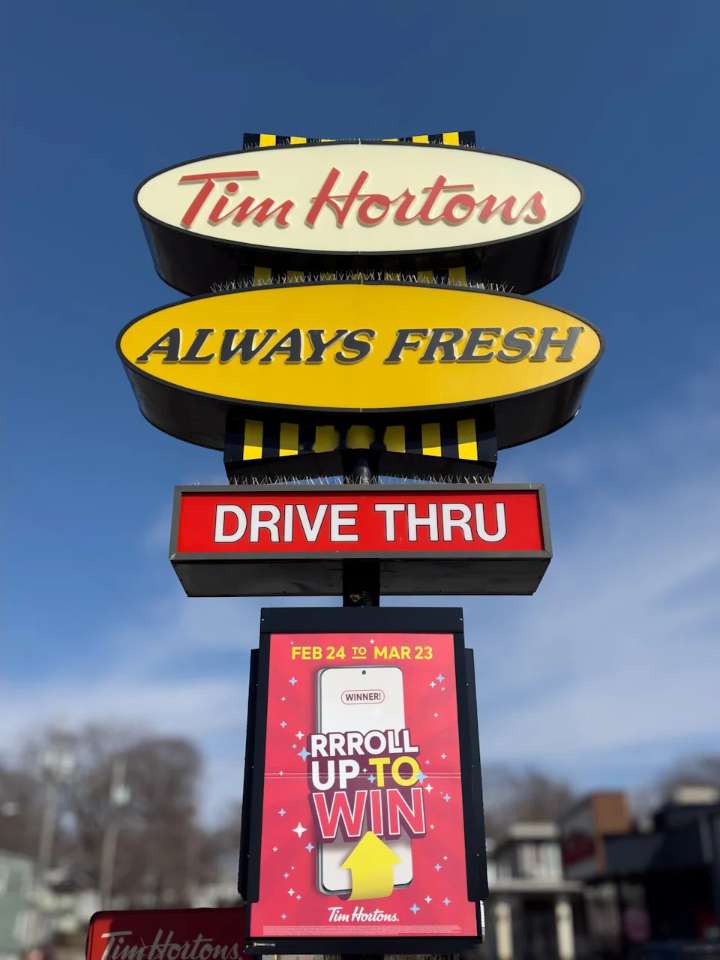 Tim Hortons
ALWAYS FRESH
DRIVE THRU
FEB 24 TO MAR 23
WINNER!
RRROLL
UP TO
WIN
Tim Hortons.
Tim Hortons